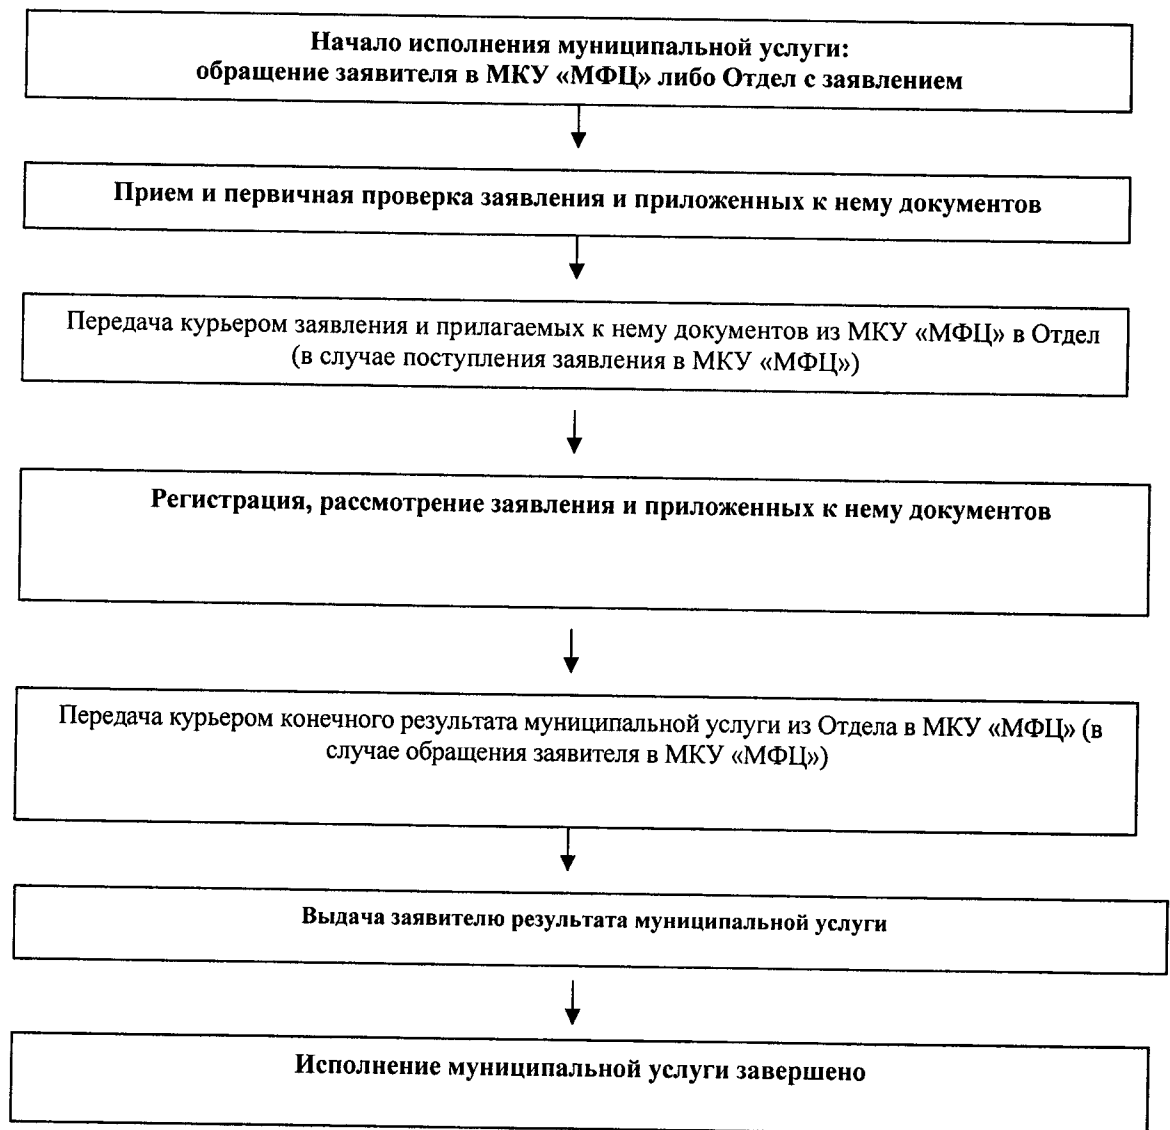 Начало исполнения муниципальной услуги:
обращение заявителя в МКУ «МФЦ» либо Отдел с заявлением
Прием и первичная проверка заявления и приложенных к нему документов
Передача курьером заявления и прилагаемых к нему документов из МКУ «МФЦ» в Отдел
(в случае поступления заявления в МКУ «МФЦ»)
Регистрация, рассмотрение заявления и приложенных к нему документов
Передача курьером конечного результата муниципальной услуги из Отдела в МКУ «МФЦ» (в
случае обращения заявителя в МКУ «МФЦ»)
Выдача заявителю результата муниципальной услуги
Исполнение муниципальной услуги завершено